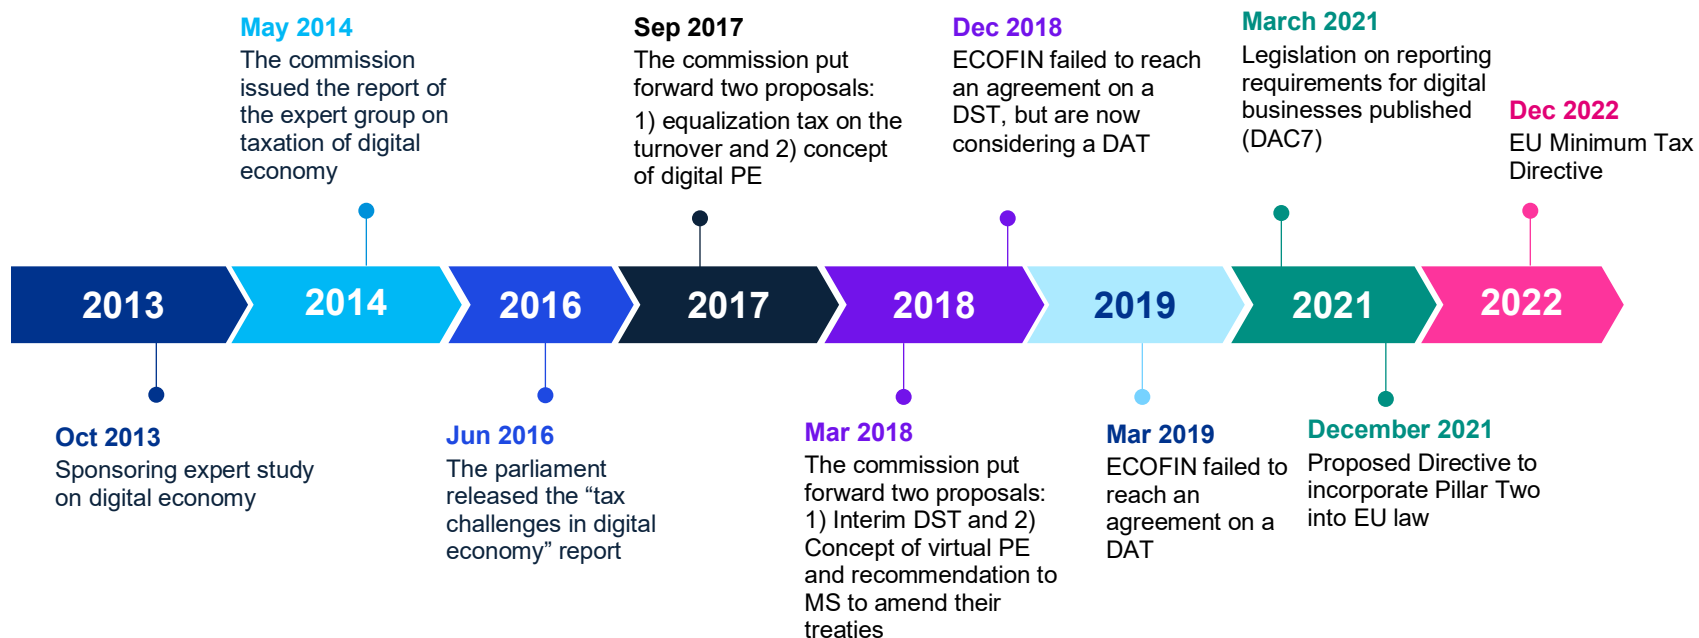 May 2014
The commission
issued the report of
the expert group on
taxation of digital
economy
Sep 2017
The commission put
forward two proposals:
1) equalization tax on the
turnover and 2) concept
of digital PE
Dec 2018
ECOFIN failed to reach
an agreement on a
DST, but are now
considering a DAT
March 2021
Legislation on reporting
requirements for digital
businesses published
(DAC7)
Dec 2022
EU Minimum Tax
Directive
2013
2014
2016
2017
2018
2019
2021
2022
Oct 2013
Sponsoring expert study
on digital economy
Jun 2016
The parliament
released the “tax
challenges in digital
economy” report
Mar 2018
The commission put
forward two proposals:
1) Interim DST and 2)
Concept of virtual PE
and recommendation to
MS to amend their
treaties
Mar 2019
ECOFIN failed to
reach an
agreement on a
DAT
December 2021
Proposed Directive to
incorporate Pillar Two
into EU law